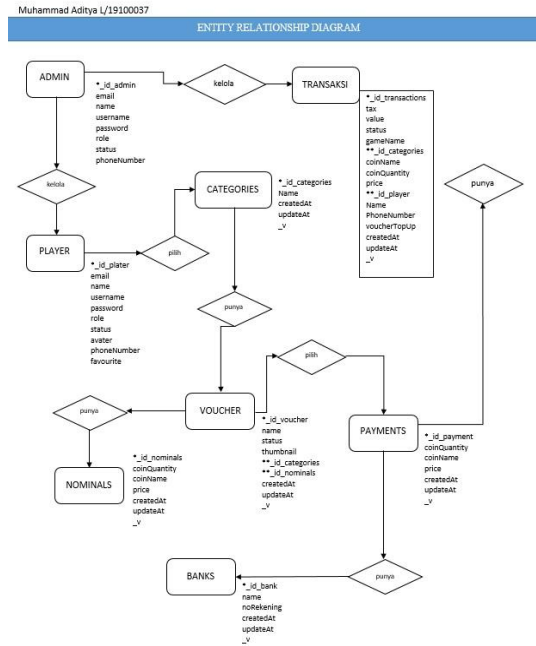 Muhammad Aditya L/19100037
ENTITY RELATIONSHIP DIAGRAM
ADMIN
*_id_admin
email
name
username
password
role
status
phoneNumber
kelola
TRANSAKSI
*_id_transactions
tax
value
status
gameName
**_id_categories
coinName
coinQuantity
price
**_id_player
Name
PhoneNumber
voucherTopUp
createdAt
updateAt
_v
kelola
PLAYER
*_id_plater
email
name
username
password
role
status
avater
phoneNumber
favourite
pilih
CATEGORIES
*_id_categories
Name
createdAt
updateAt
_v
punya
punya
VOUCHER
*_id_voucher
name
status
thumbnail
**_id_categories
**_id_nominals
createdAt
updateAt
_v
pilih
punya
NOMINALS
*_id_nominals
coinQuantity
coinName
price
createdAt
updateAt
_v
PAYMENTS
*_id_payment
coinQuantity
coinName
price
createdAt
updateAt
_v
punya
BANKS
*_id_bank
name
noRekening
createdAt
updateAt
_v